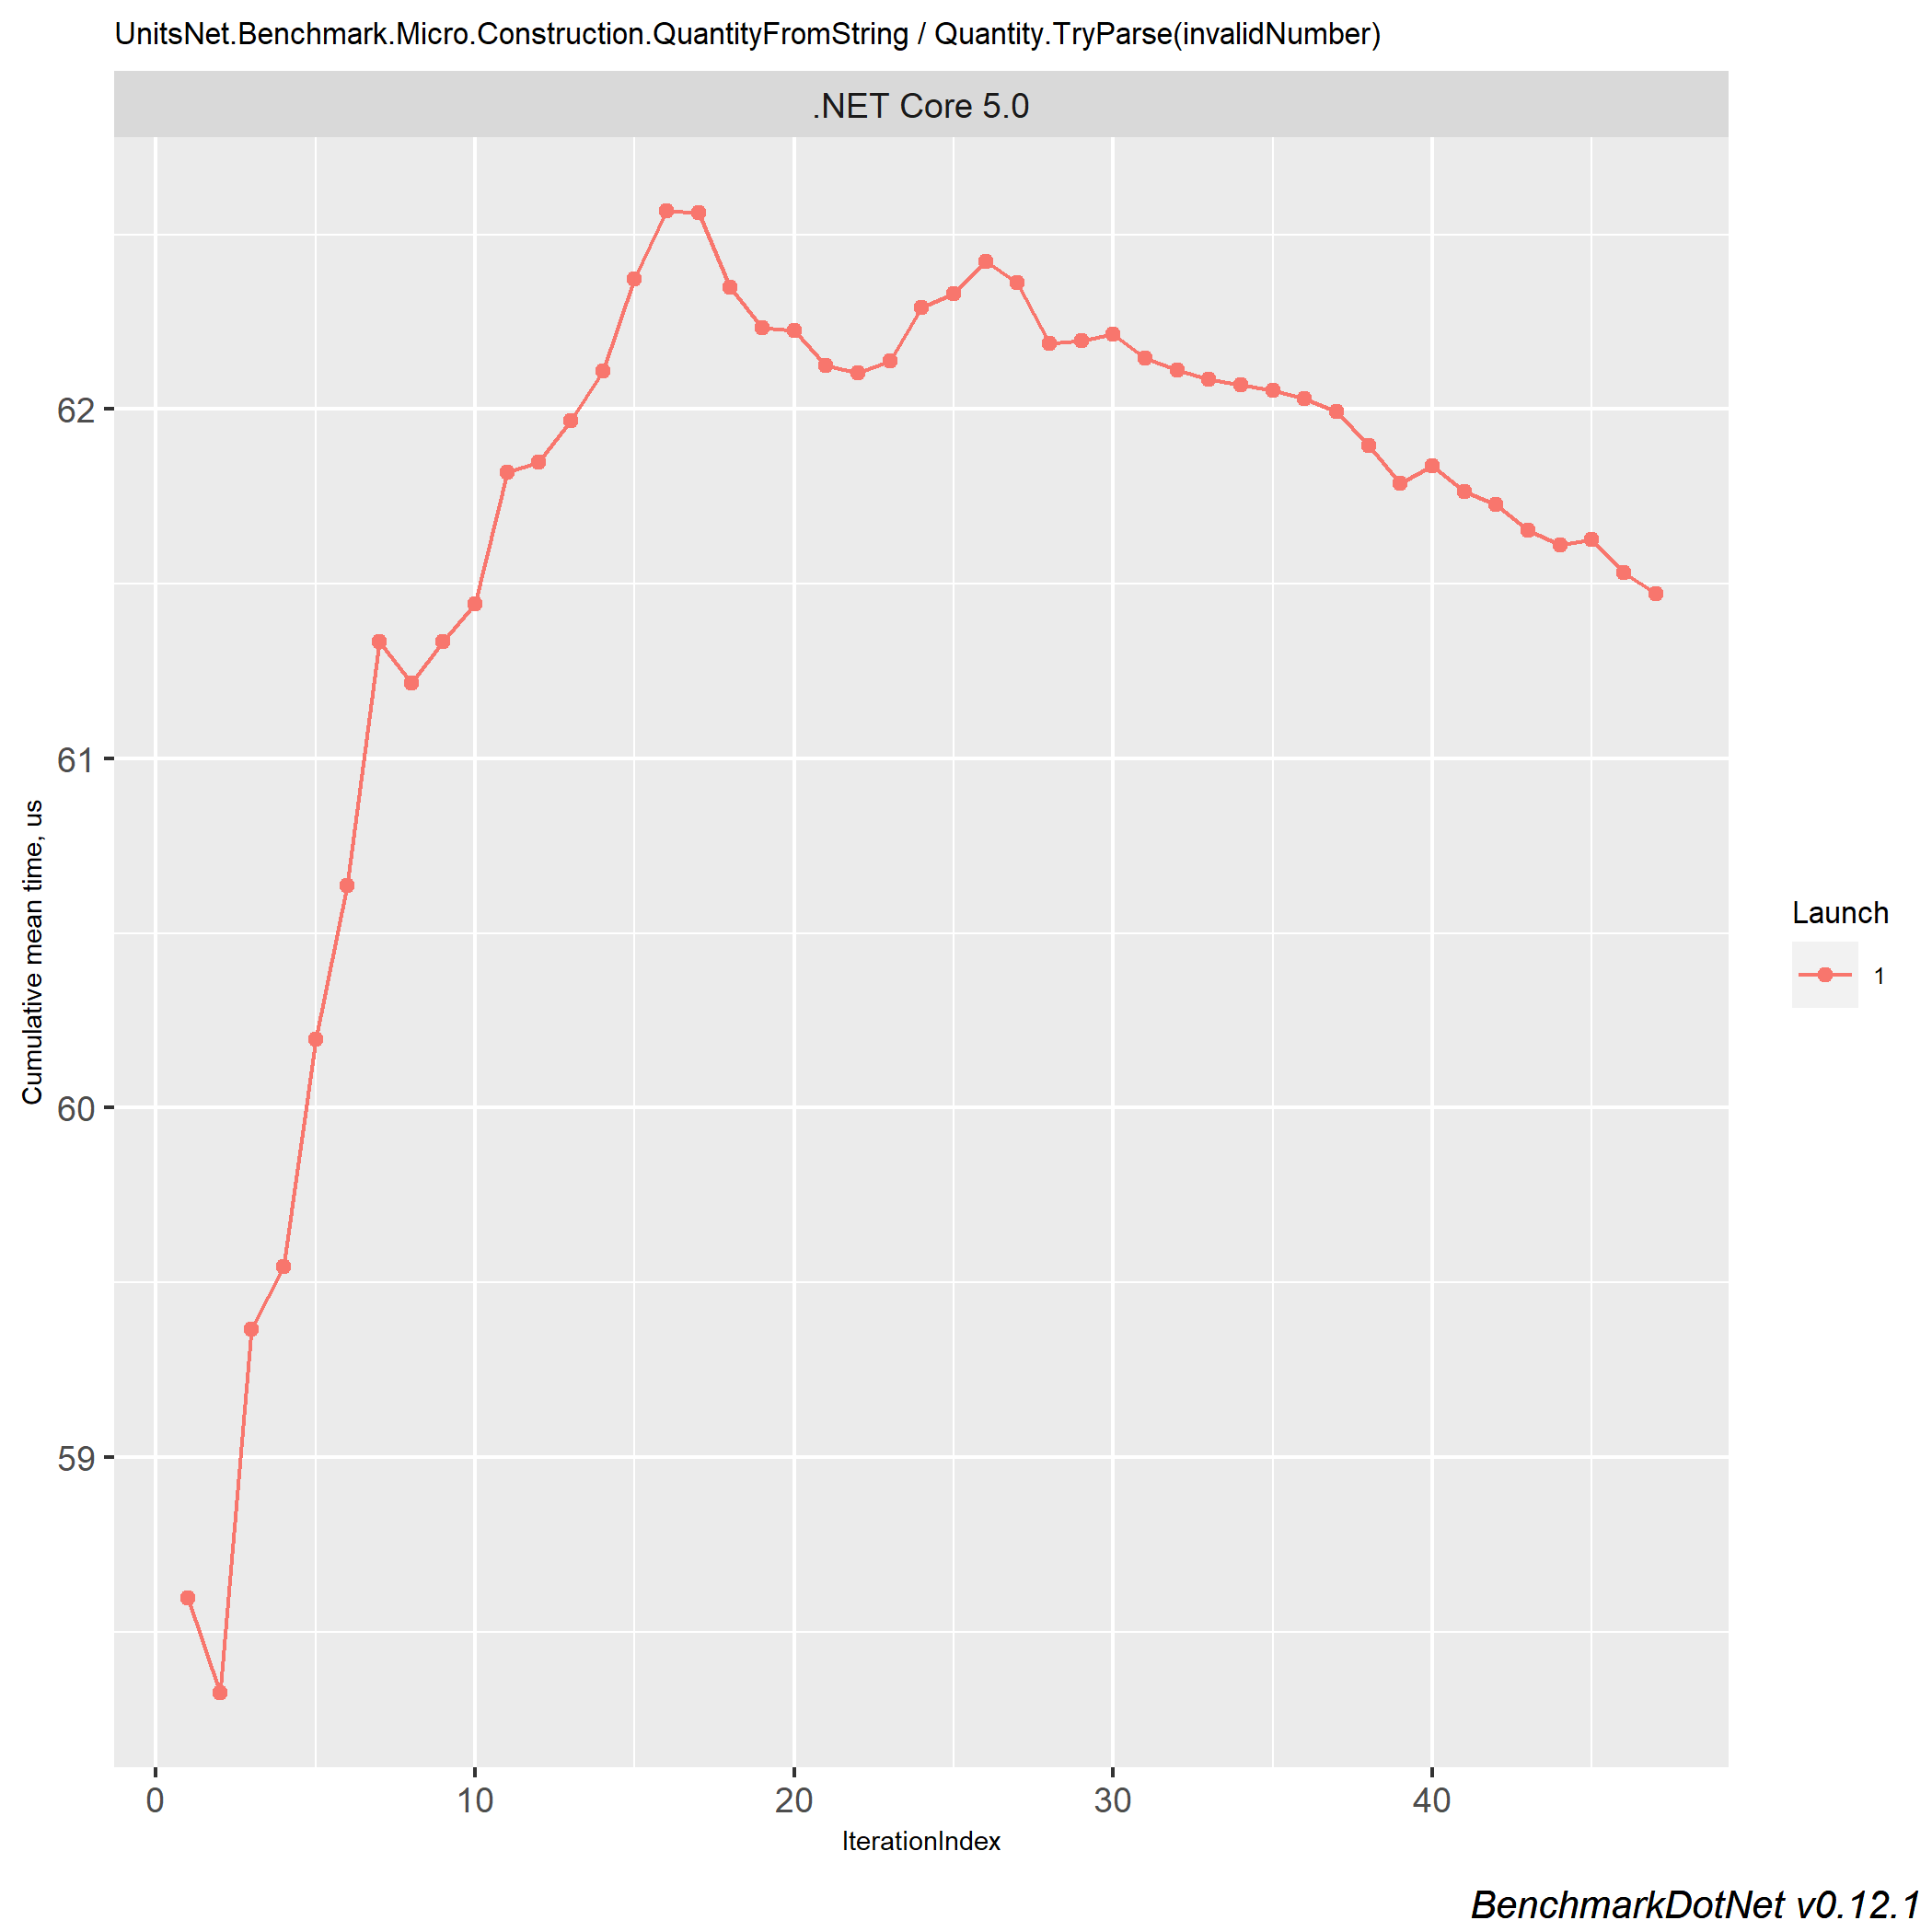 UnitsNet.Benchmark.Micro.Construction.QuantityFromString / Quantity.TryParse(invalidNumber)
.NET Core 5.0
62
61
60
59
Cumulative mean time, us
0 10 20 30 40
IterationIndex
Launch
1
BenchmarkDotNet v0.12.1